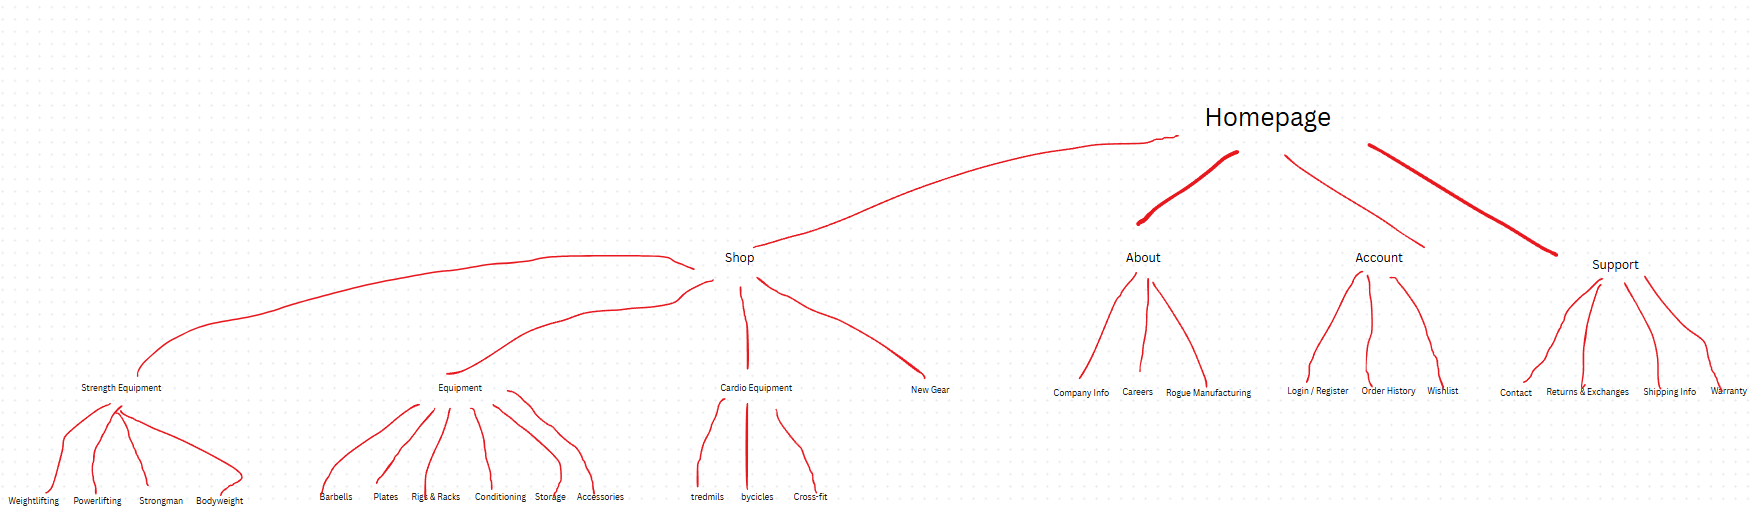 Homepage
Shop
About
Account
Support
Strength Equipment
Equipment
Cardio Equipment
New Gear
Company Info
Careers
Rogue Manufacturing
Login / Register
Order History
Wishlist
Contact
Returns & Exchanges
Shipping Info
Warranty
Weightlifting
Powerlifting
Strongman
Bodyweight
Barbells
Plates
Rigs & Racks
Conditioning
Storage
Accessories
tredmils
bycicles
Cross-fit